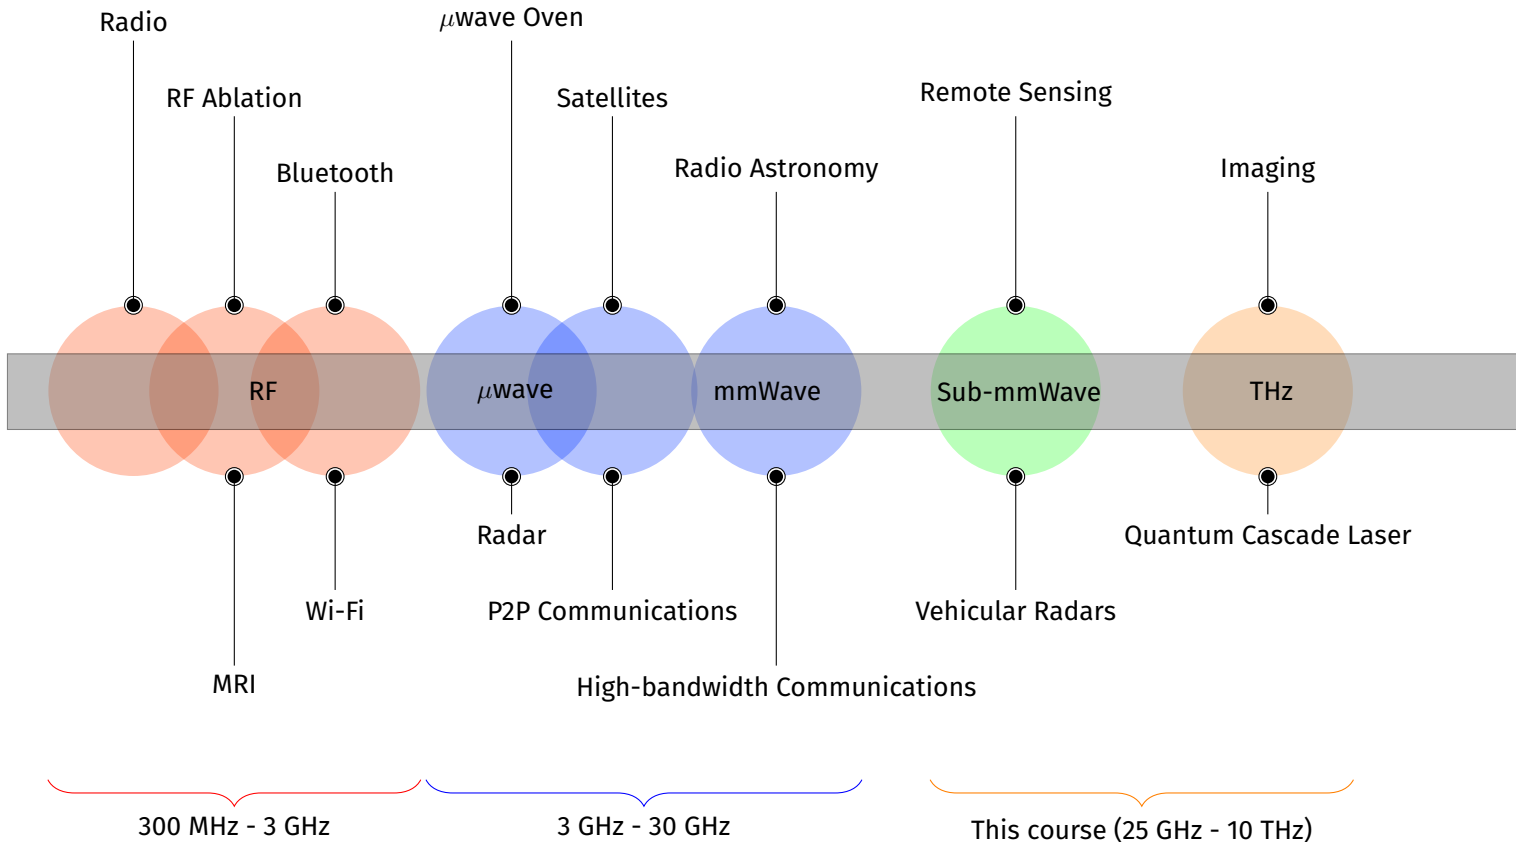 Radio
μwave Oven
RF Ablation
Satellites
Remote Sensing
Bluetooth
Radio Astronomy
Imaging
RF
μwave
mmWave
Sub-mmWave
THz
Radar
Quantum Cascade Laser
Wi-Fi
P2P Communications
Vehicular Radars
MRI
High-bandwidth Communications
300 MHz - 3 GHz
3 GHz - 30 GHz
This course (25 GHz - 10 THz)